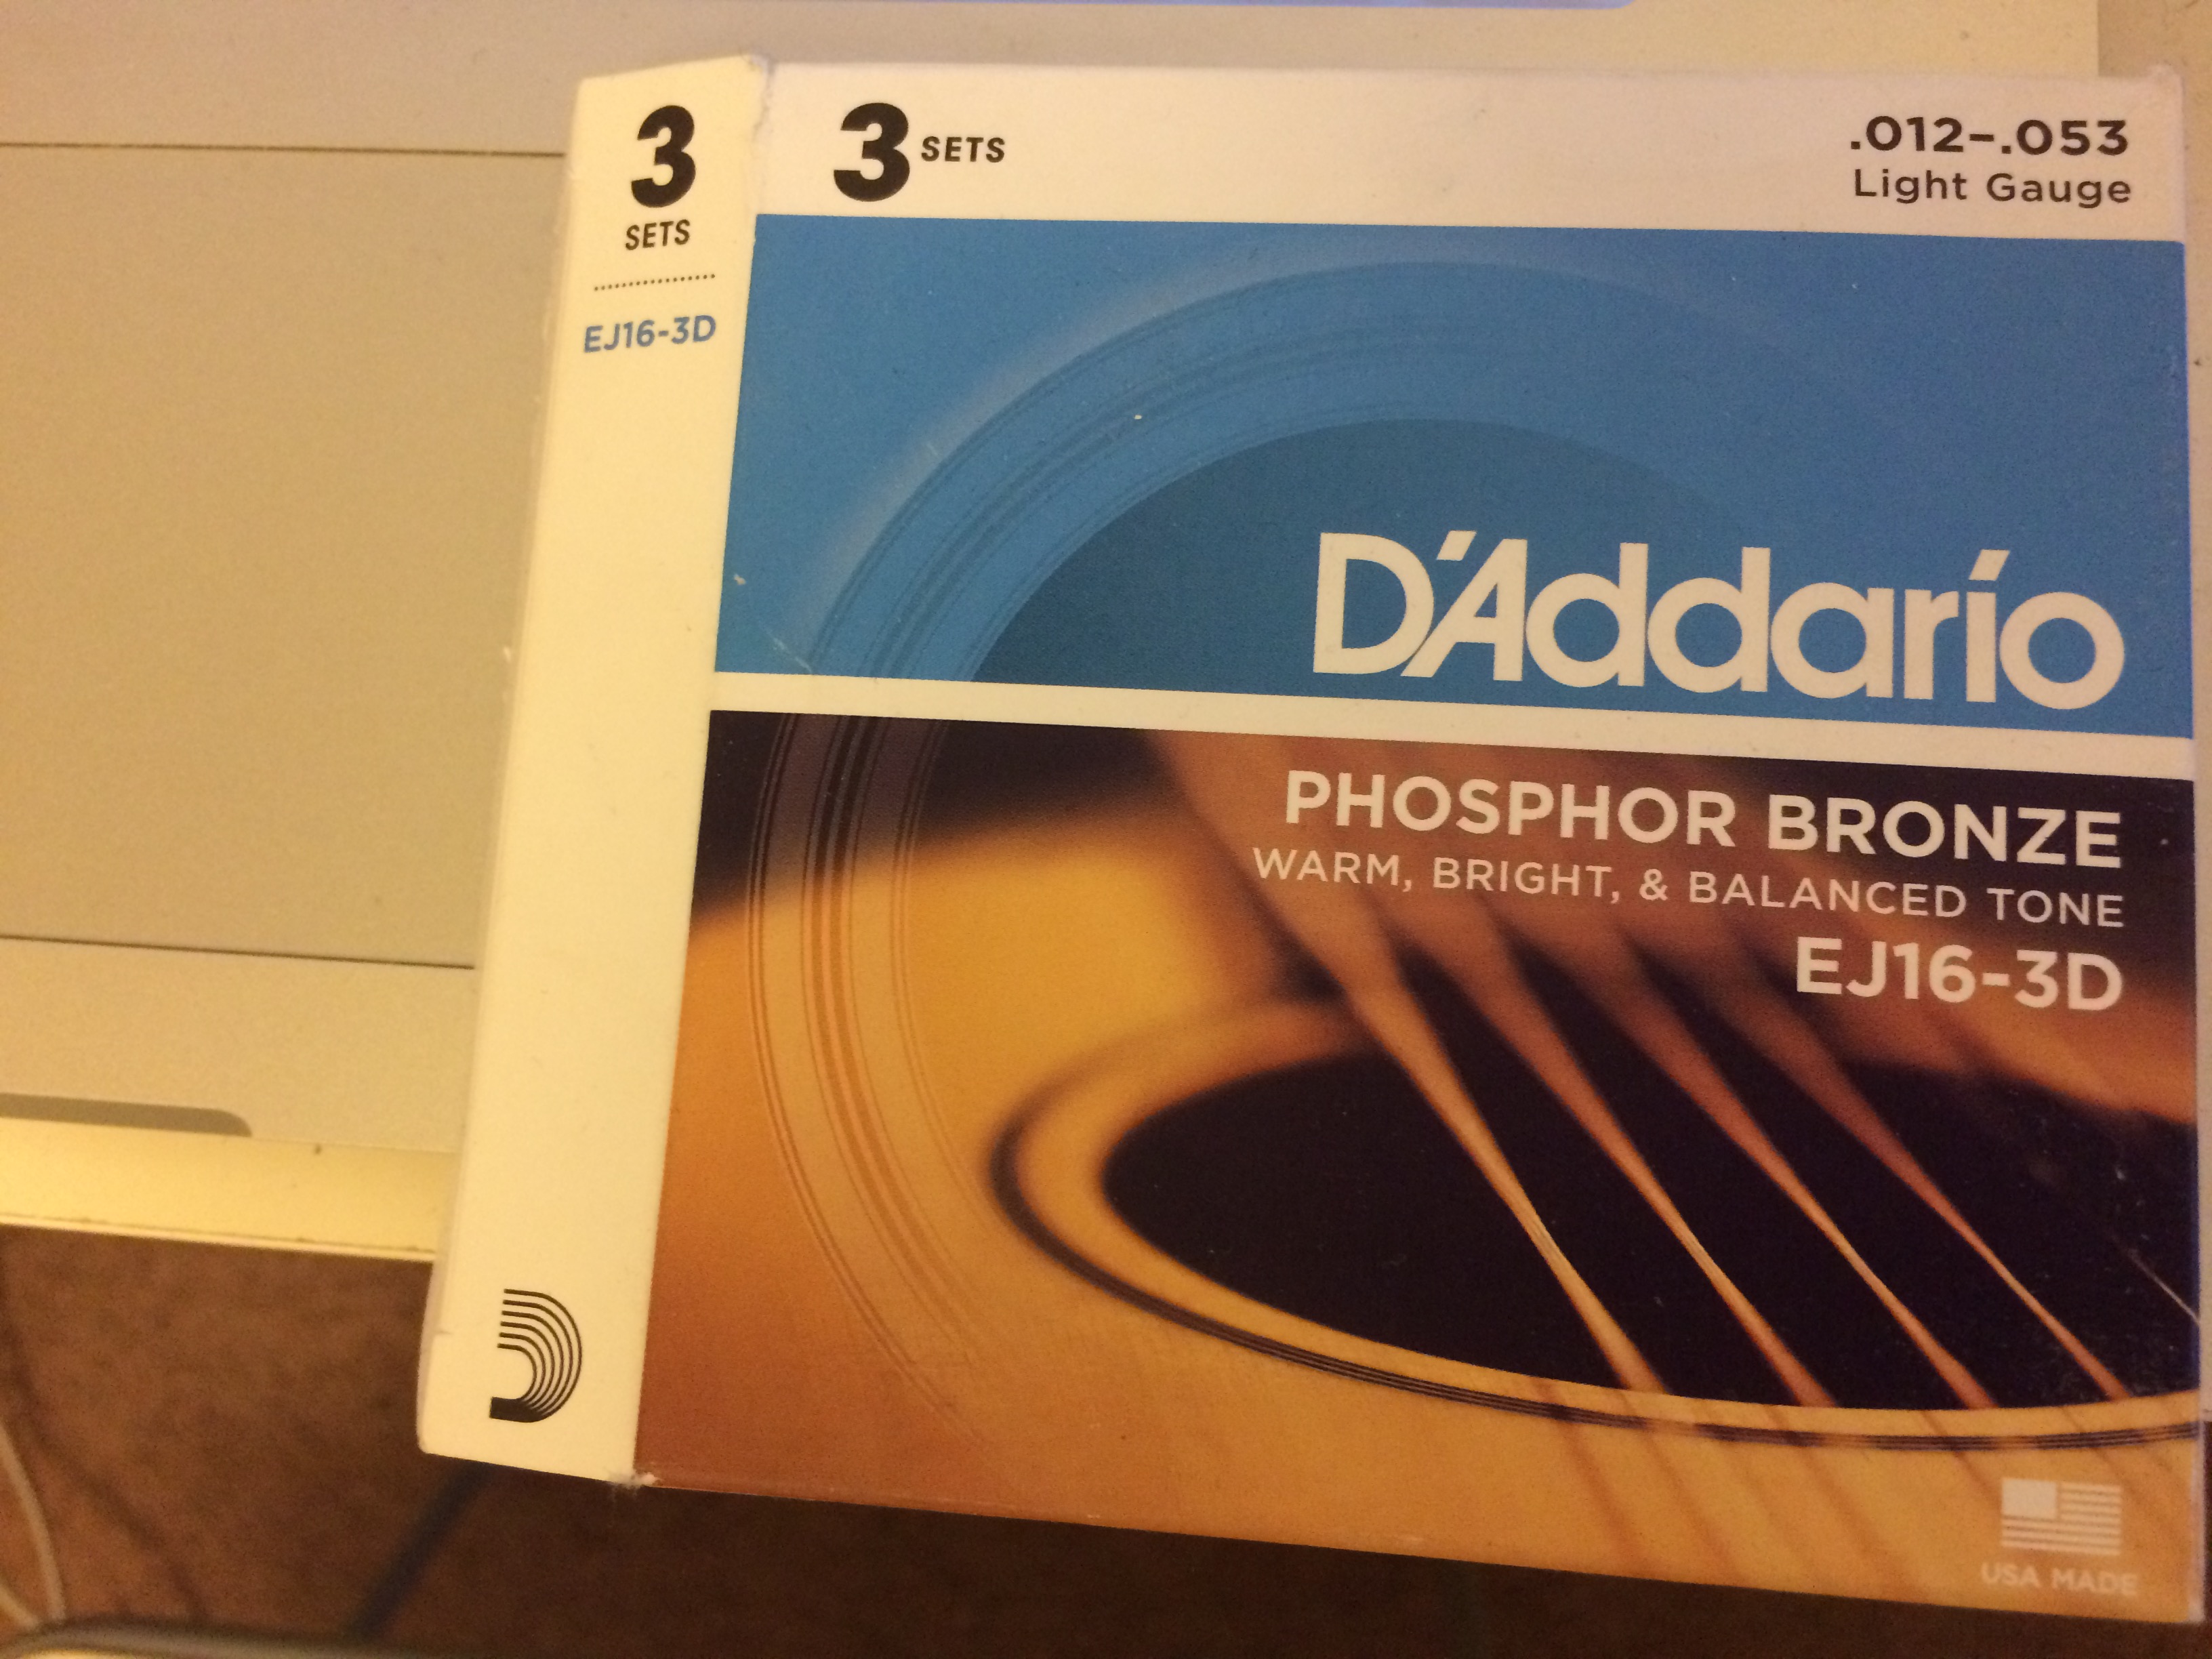 3
SETS
EJ16-3D
3 SETS
.012-.053
Light Gauge
D'Addarío
PHOSPHOR BRONZE
WARM, BRIGHT, & BALANCED TONE
EJ16-3D
USA MADE